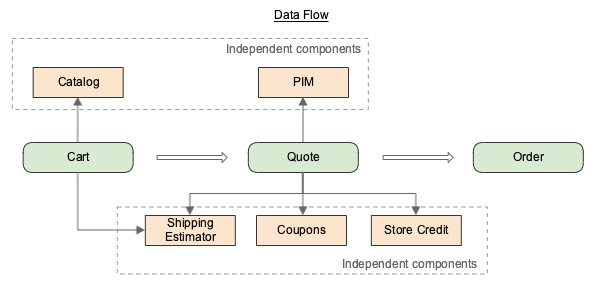 Data Flow
Independent components
Catalog
PIM
Cart
Quote
Order
Shipping
Estimator
Coupons
Store Credit
Independent components